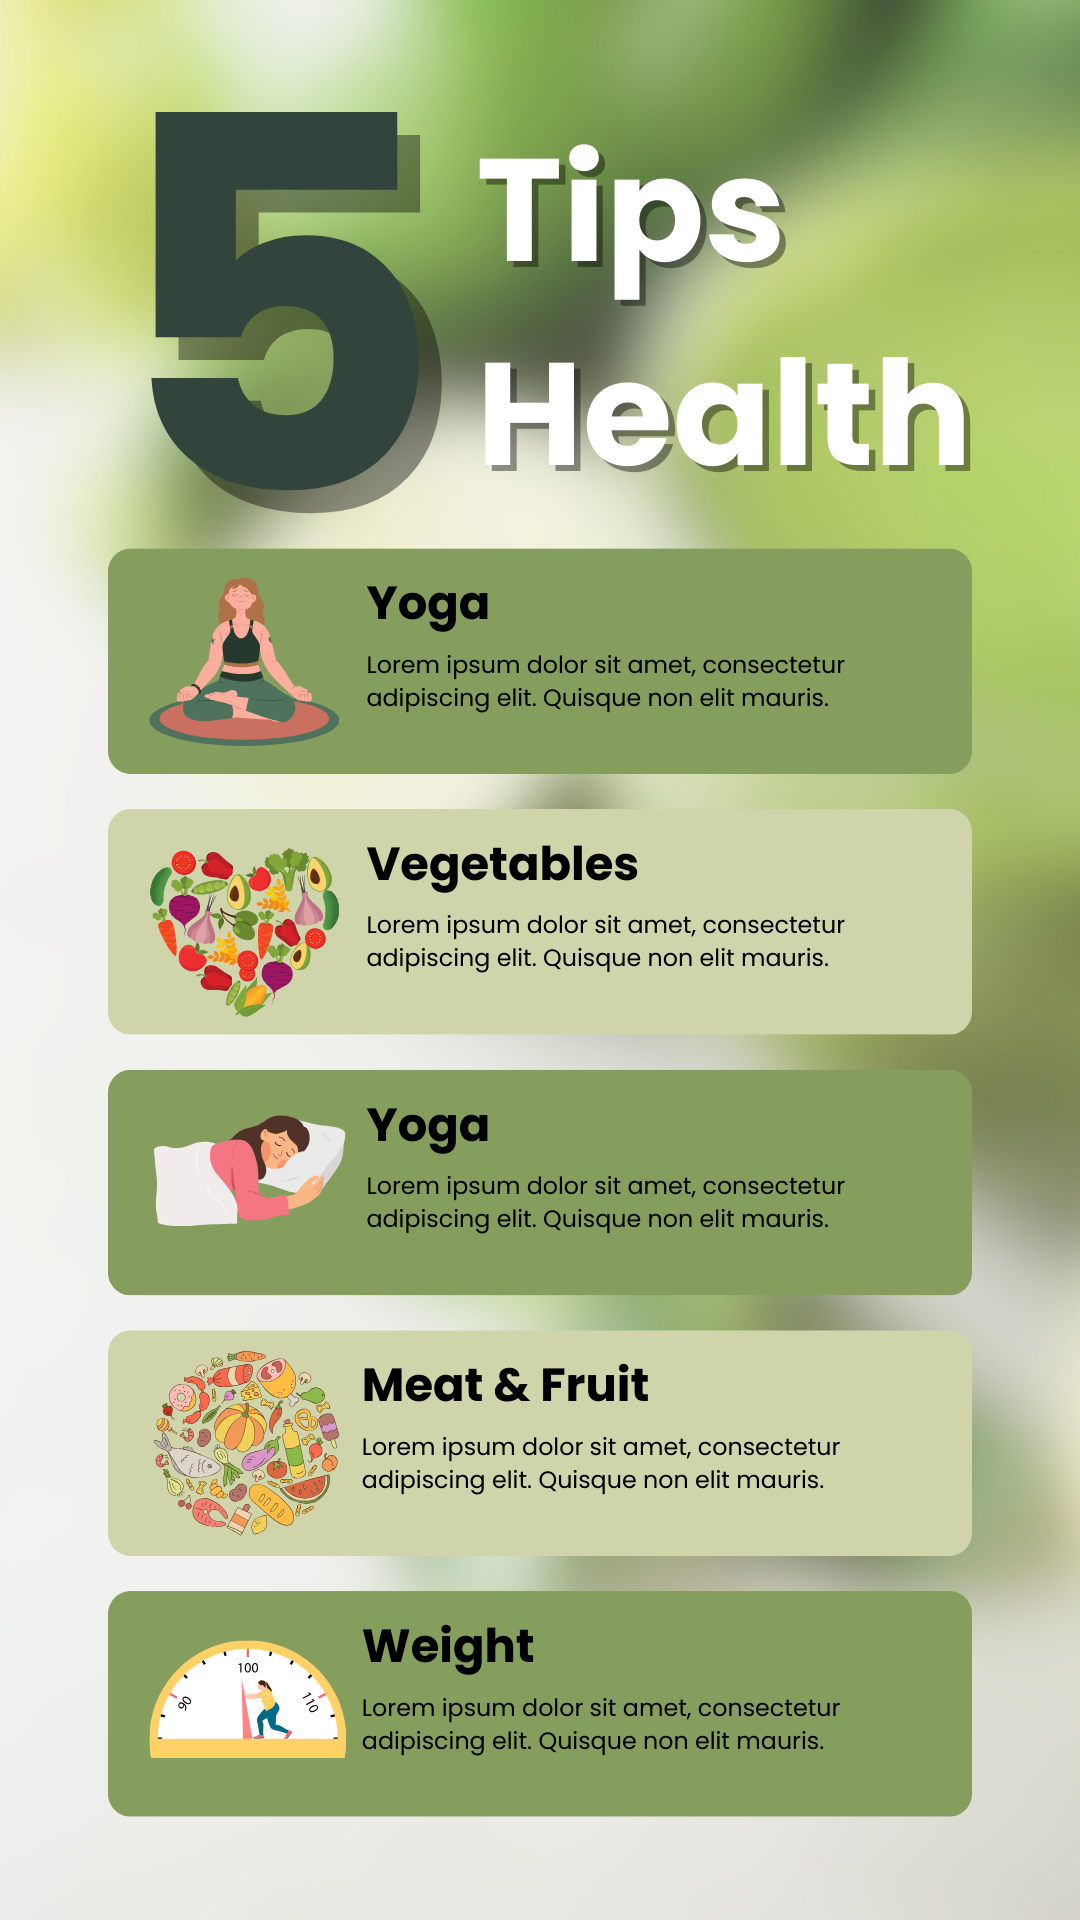 5
Tips
Health
Yoga
Lorem ipsum dolor sit amet, consectetur
adipiscing elit. Quisque non elit mauris.
Vegetables
Lorem ipsum dolor sit amet, consectetur
adipiscing elit. Quisque non elit mauris.
Yoga
Lorem ipsum dolor sit amet, consectetur
adipiscing elit. Quisque non elit mauris.
Meat & Fruit
Lorem ipsum dolor sit amet, consectetur
adipiscing elit. Quisque non elit mauris.
90
100
110
Weight
Lorem ipsum dolor sit amet, consectetur
adipiscing elit. Quisque non elit mauris.